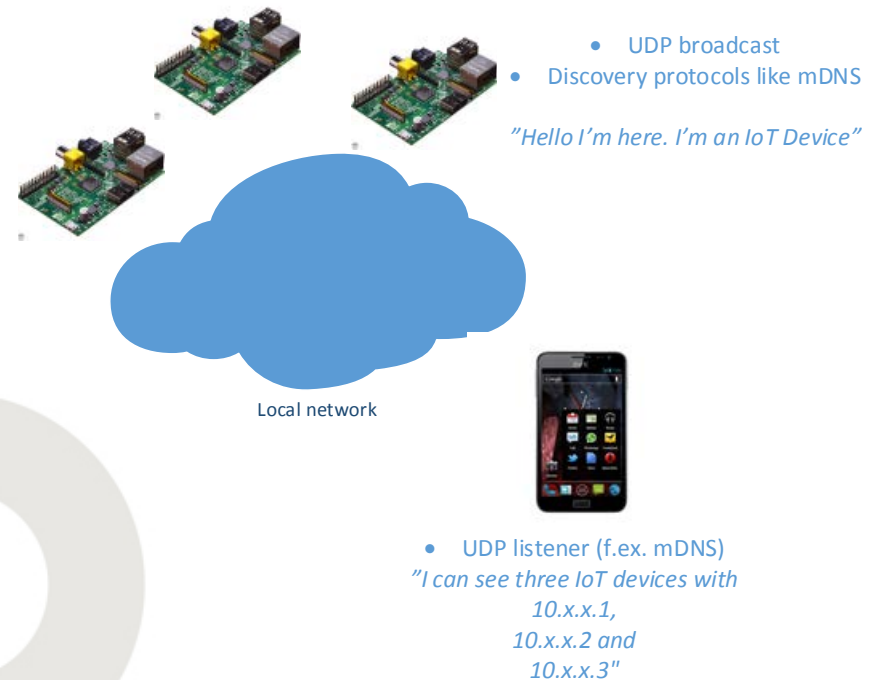 • UDP broadcast
• Discovery protocols like mDNS
”Hello I’m here. I’m an IoT Device”
Local network
• UDP listener (f.ex. mDNS)
”I can see three IoT devices with
10.x.x.1,
10.x.x.2 and
10.x.x.3"